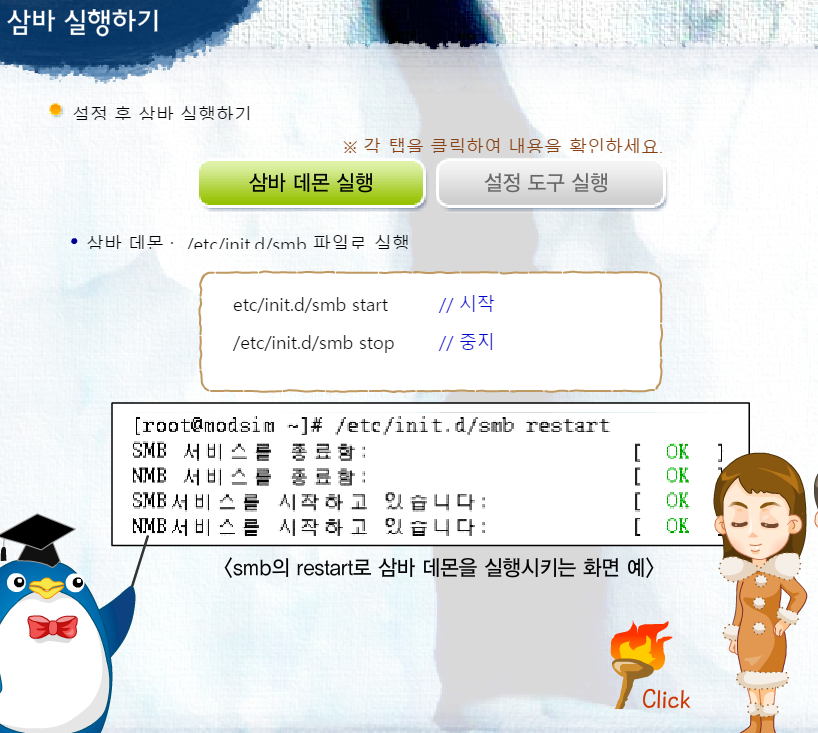 삼바 실행하기
설정 후 삼바 실행하기
※ 각 탭을 클릭하여 내용을 확인하세요.
삼바 데몬 실행 설정 도구 실행
• 삼바 데몬 : /etc/init.d/smb 파일로 실행
etc/init.d/smb start // 시작
/etc/init.d/smb stop // 중지
[root@modsim ~]# /etc/init.d/smb restart
SMB 서비스를 종료함: [ OK ]
NMB 서비스를 종료함: [ OK
SMB서비스를 시작하고 있습니다: [ OK
NMB서비스를 시작하고 있습니다: [ OK
〈smb의 restart로 삼바 데몬을 실행시키는 화면 예〉
Click